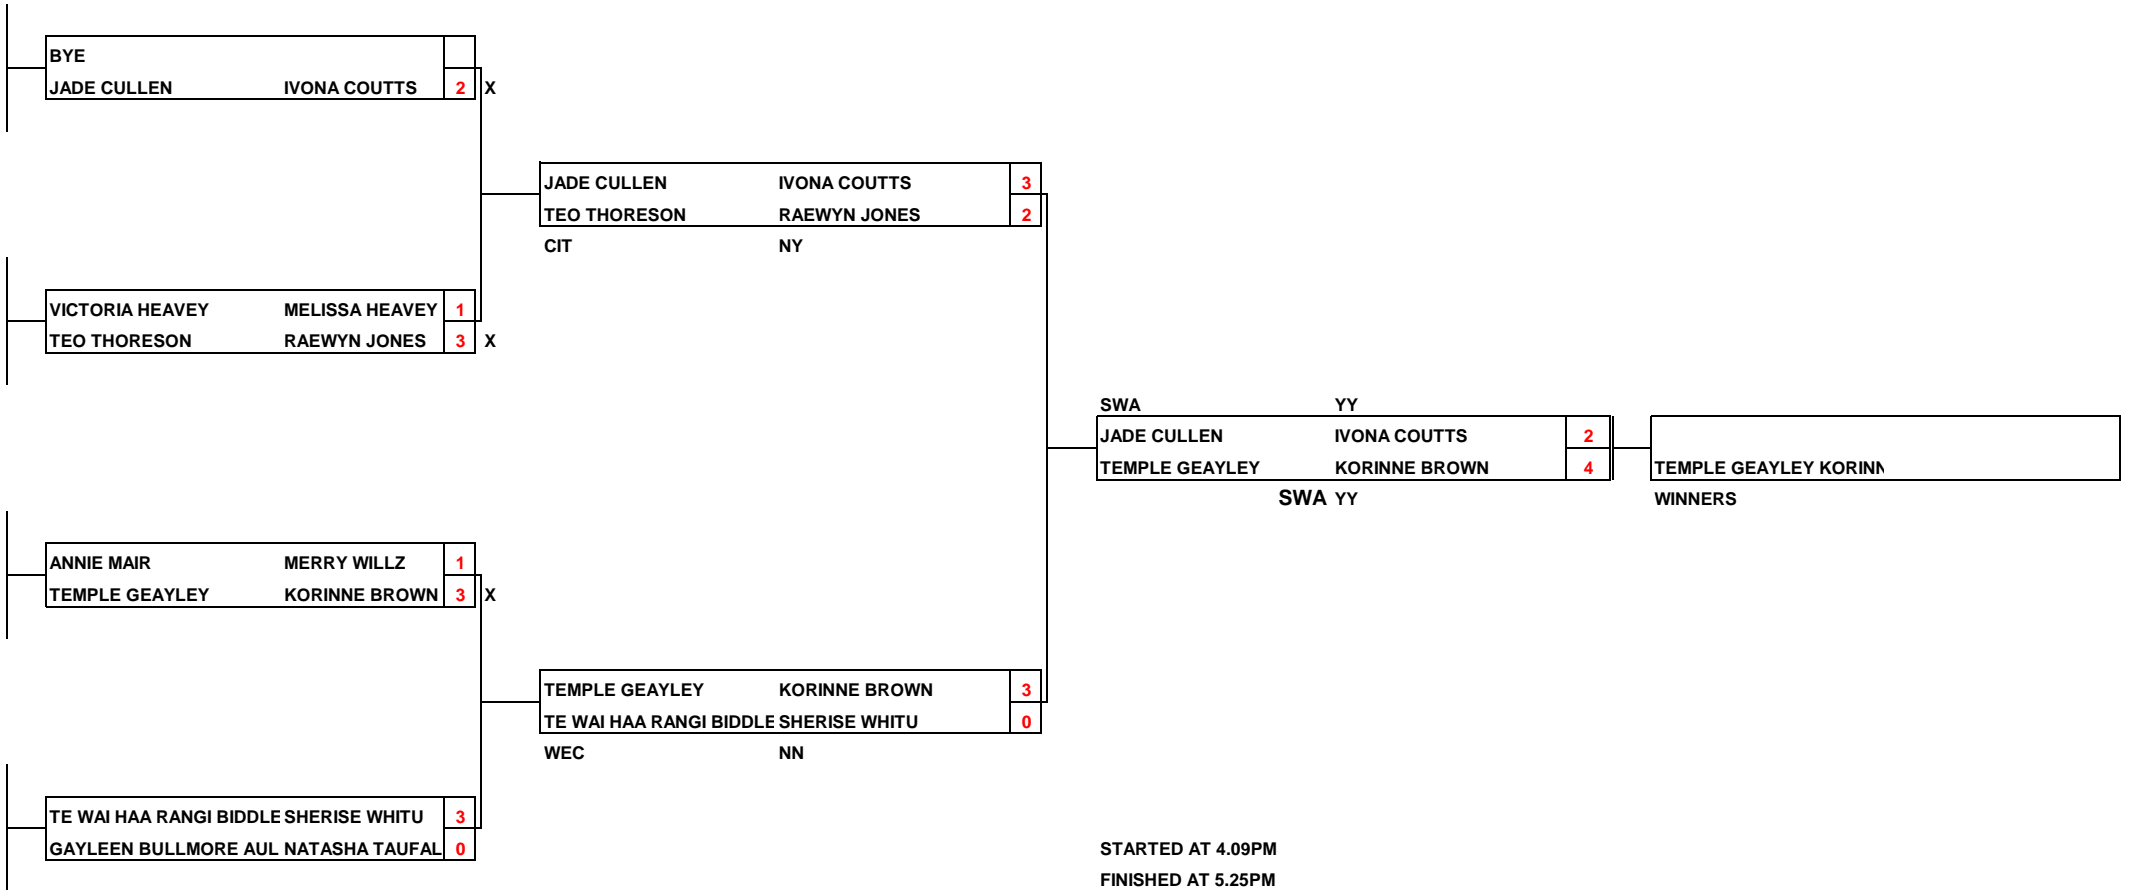 BYE
JADE CULLEN IVONA COUTTS 2 X
JADE CULLEN IVONA COUTTS 3
TEO THORESON RAEWYN JONES 2
CIT NY
VICTORIA HEAVEY MELISSA HEAVEY 1
TEO THORESON RAEWYN JONES 3 X
SWA YY
JADE CULLEN IVONA COUTTS 2
TEMPLE GEAYLEY KORINNE BROWN 4
SWA YY
TEMPLE GEAYLEY KORINN
WINNERS
ANNIE MAIR MERRY WILLZ 1
TEMPLE GEAYLEY KORINNE BROWN 3 X
TEMPLE GEAYLEY KORINNE BROWN 3
TE WAI HAA RANGI BIDDLE SHERISE WHITU 0
WEC NN
TE WAI HAA RANGI BIDDLE SHERISE WHITU 3
GAYLEEN BULLMORE AUL NATASHA TAUFAL 0
STARTED AT 4.09PM
FINISHED AT 5.25PM